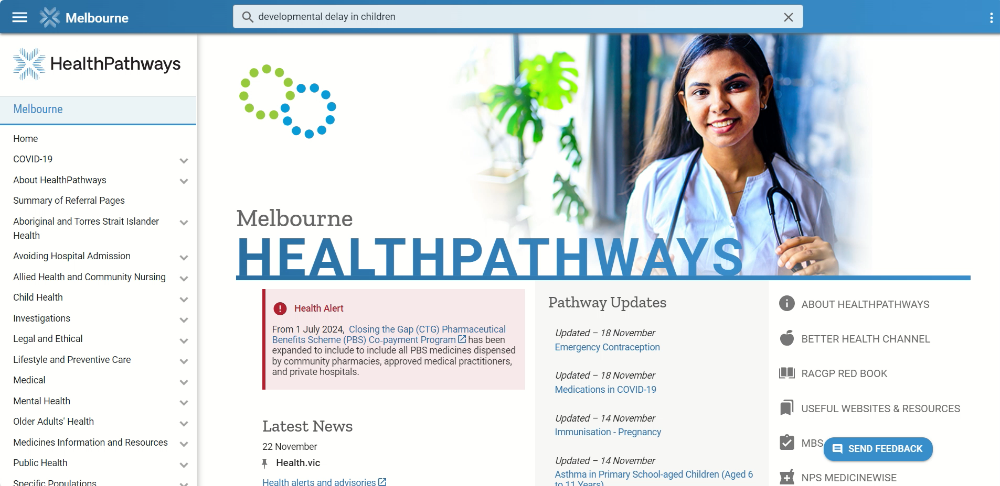 Melbourne
developmental delay in children
HealthPathways
Melbourne
Home
COVID-19
About HealthPathways
Summary of Referral Pages
Aboriginal and Torres Strait Islander
Health
Avoiding Hospital Admission
Allied Health and Community Nursing
Child Health
Investigations
Legal and Ethical
Lifestyle and Preventive Care
Medical
Mental Health
Older Adults' Health
Medicines Information and Resources
Public Health
Specific Populations
Melbourne
HEALTHPATHWAYS
Health Alert
From 1 July 2024, Closing the Gap (CTG) Pharmaceutical
Benefits Scheme (PBS) Co-payment Program has been
expanded to include to include all PBS medicines dispensed
by community pharmacies, approved medical practitioners,
and private hospitals.
Latest News
22 November
Health.vic
Health alerts and advisories
Pathway Updates
Updated – 18 November
Emergency Contraception
Updated – 18 November
Medications in COVID-19
Updated – 14 November
Immunisation - Pregnancy
Updated – 14 November
Asthma in Primary School-aged Children (Aged 6
to 11 Years)
ABOUT HEALTHPATHWAYS
BETTER HEALTH CHANNEL
RACGP RED BOOK
USEFUL WEBSITES & RESOURCES
MBS
SEND FEEDBACK
NPS MEDICINEWISE